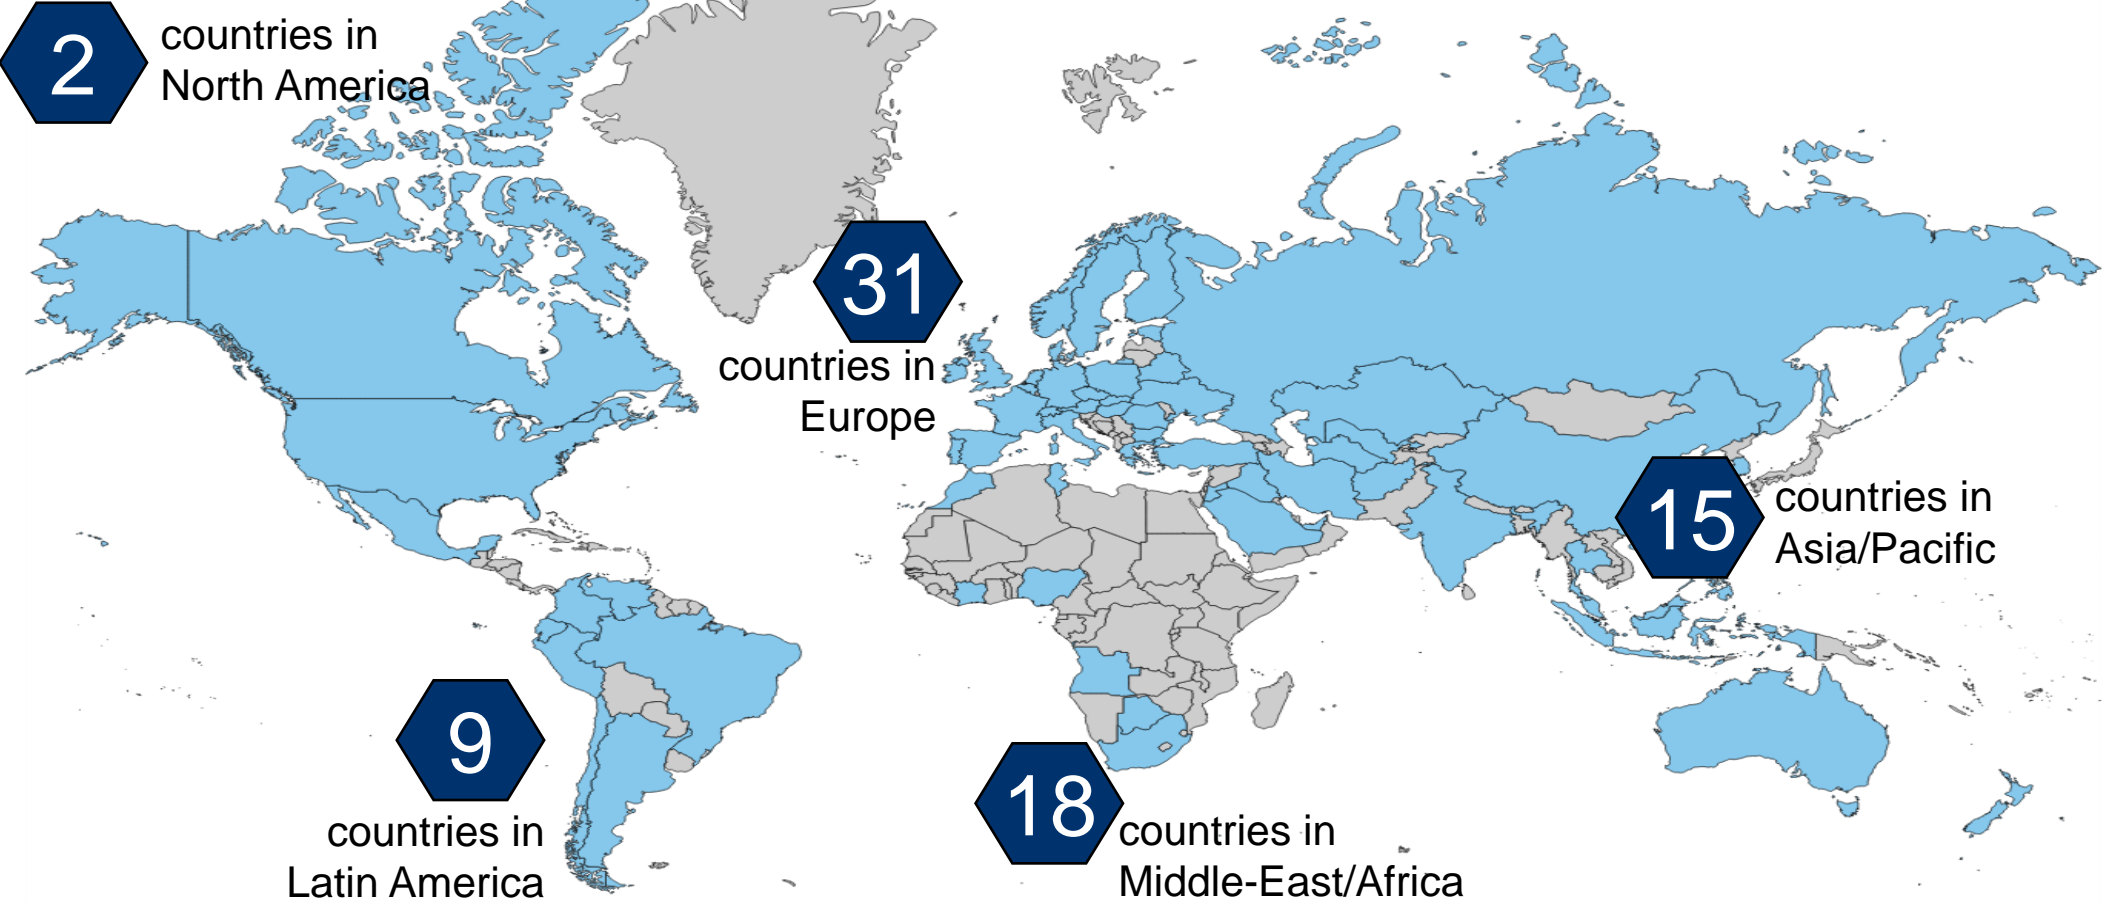 2
countries in
North America
31
countries in
Europe
15
countries in
Asia/Pacific
9
countries in
Latin America
18
countries in
Middle-East/Africa